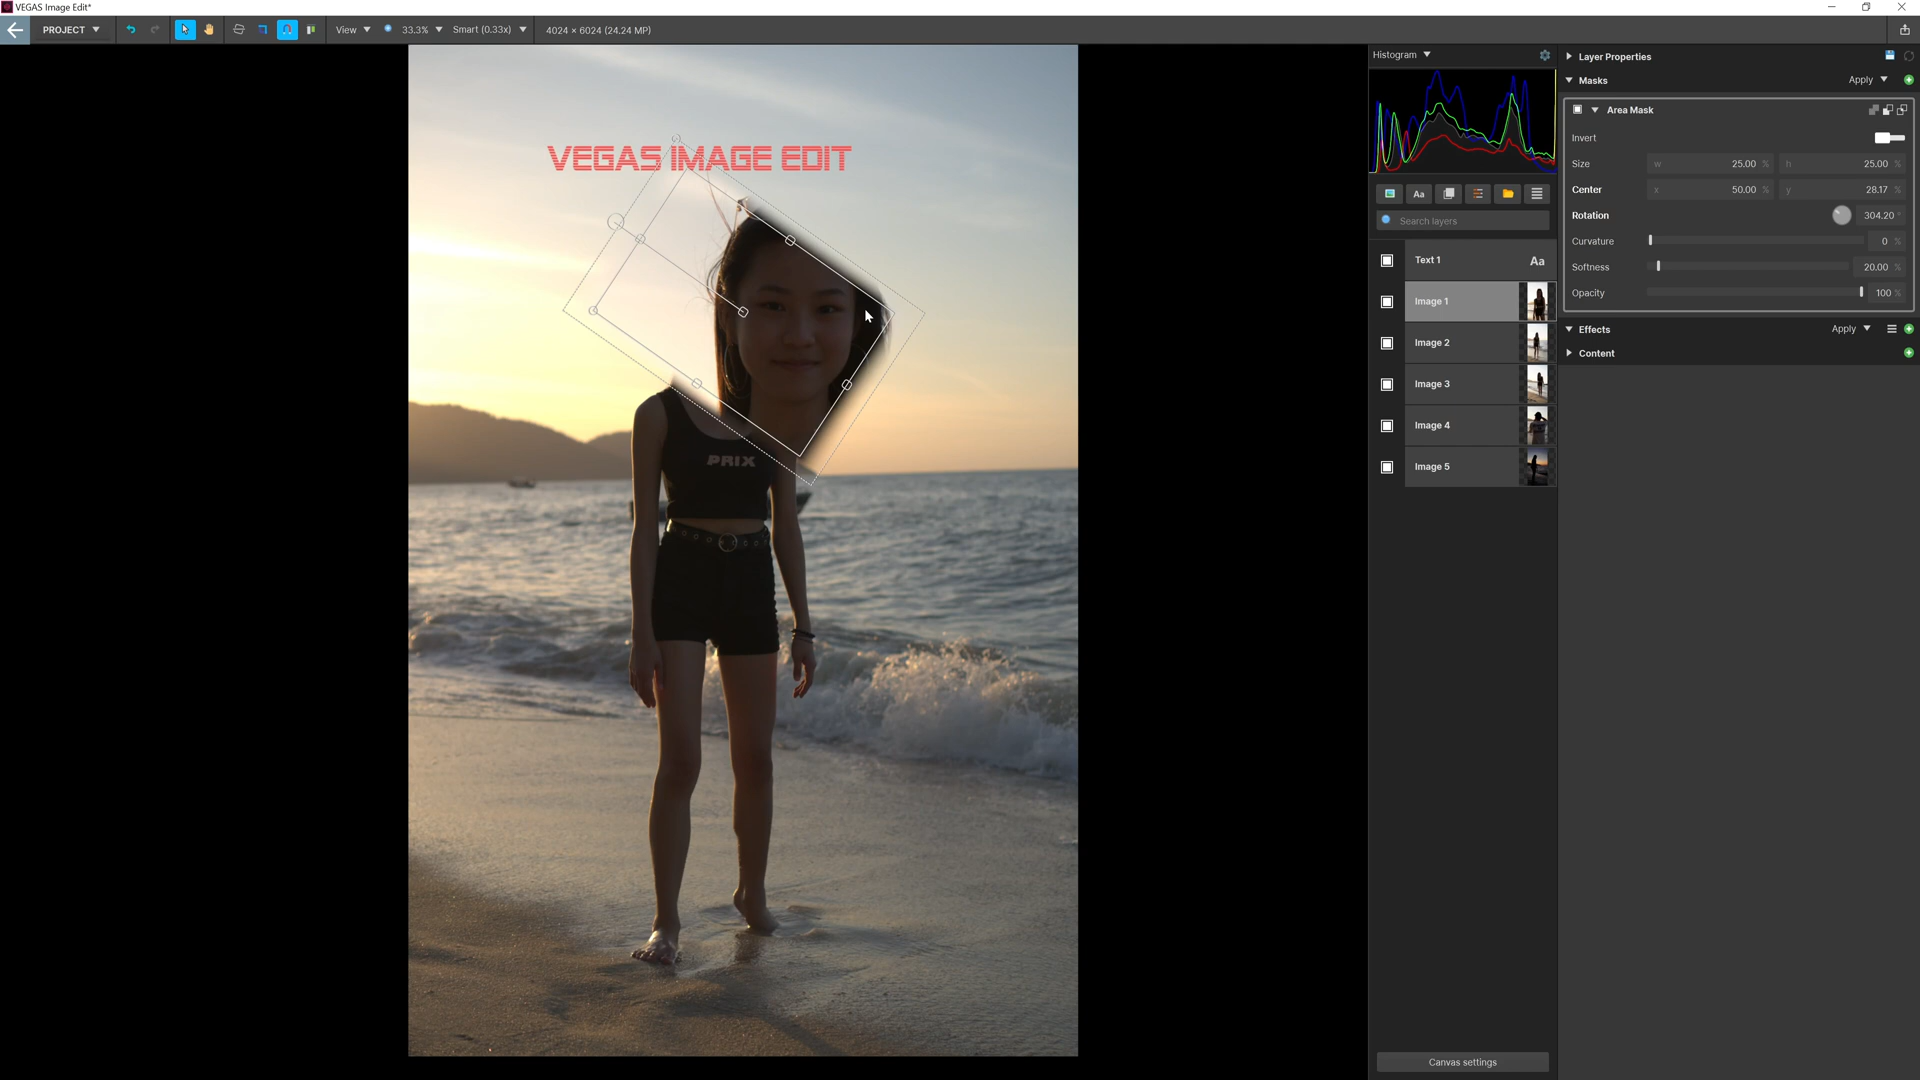 VEGAS Image Edit*
PROJECT View 33.3% Smart (0.33x) 4024 × 6024 (24.24 MP)
Histogram
Search layers
Aa
Text 1 Aa
Image 1
Image 2
Image 3
Image 4
Image 5
Canvas settings
Layer Properties
Masks Apply
Area Mask
Invert
Size w 25.00 % h 25.00 %
Center x 50.00 % y 28.17 %
Rotation 304.20 °
Curvature 0 %
Softness 20.00 %
Opacity 100 %
Effects Apply
Content
VEGAS IMAGE EDIT
PRIX